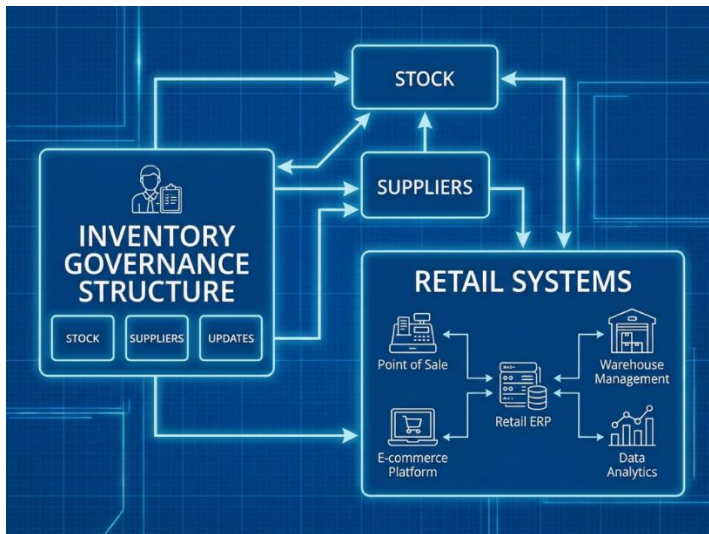 STOCK
SUPPLIERS
INVENTORY
GOVERNANCE
STRUCTURE
STOCK
SUPPLIERS
UPDATES
RETAIL SYSTEMS
Point of Sale
Warehouse
Management
Retail ERP
E-commerce
Platform
Data
Analytics